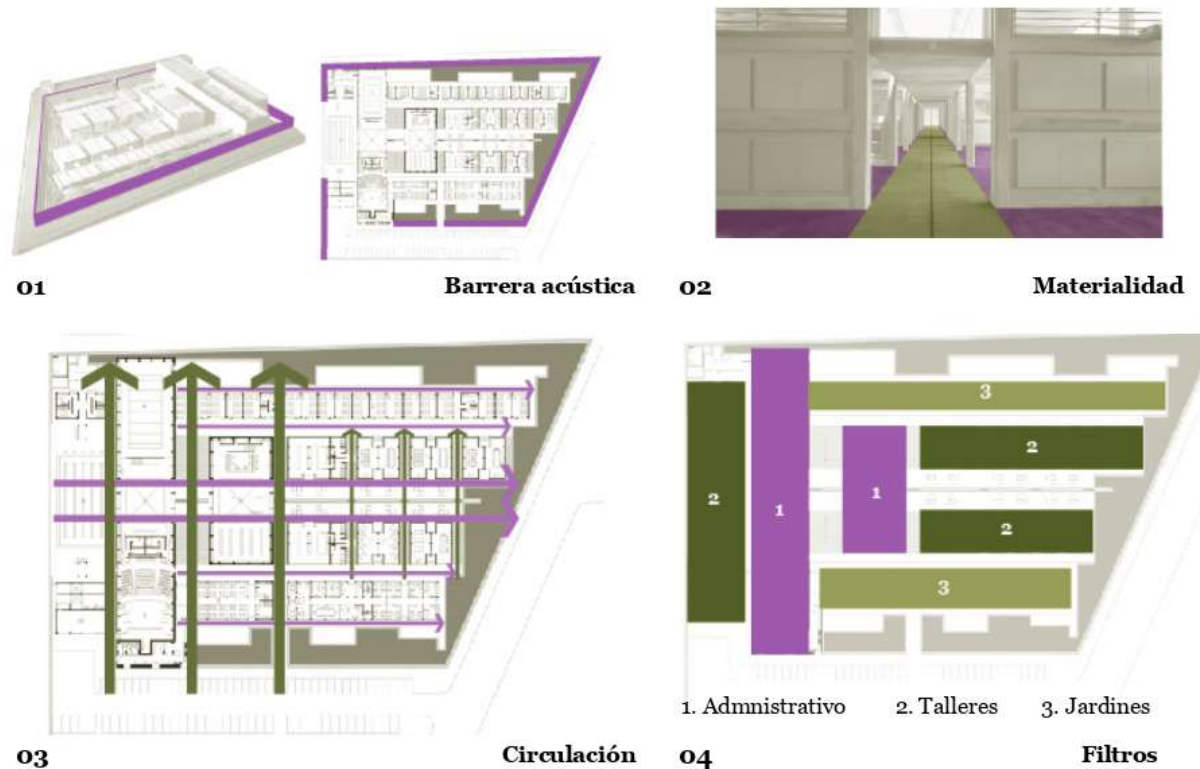 01 Barrera acústica
02 Materialidad
3
2
2
1
1
2
3
1. Admnistrativo 2. Talleres 3. Jardines
03 Circulación
04 Filtros